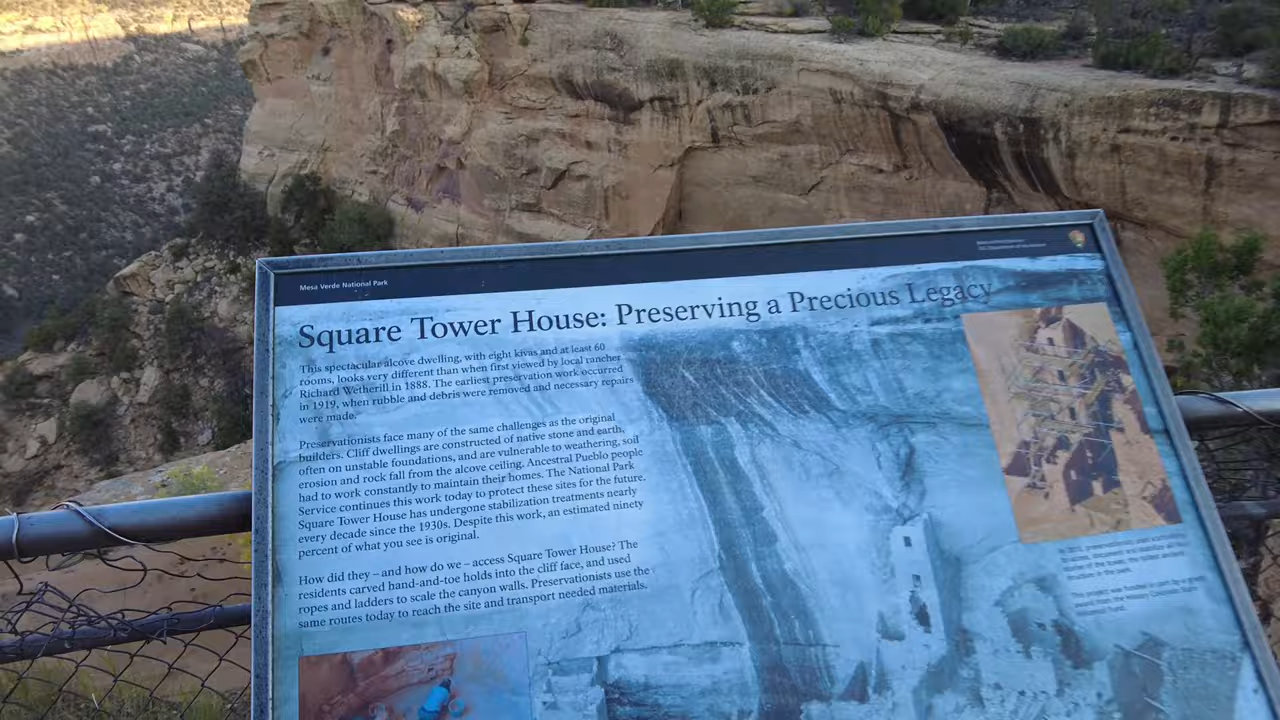 Mesa Verde National Park
Square Tower House: Preserving a Precious Legacy
This spectacular alcove dwelling, with eight kivas and at least 60
rooms, looks very different than when first viewed by local rancher
Richard Wetherill in 1888. The earliest preservation work occurred
in 1919, when rubble and debris were removed and necessary repairs
were made.
Preservationists face many of the same challenges as the original
builders. Cliff dwellings are constructed of native stone and earth,
often on unstable foundations, and are vulnerable to weathering, soil
erosion and rock fall from the alcove ceiling. Ancestral Pueblo people
had to work constantly to maintain their homes. The National Park
Service continues this work today to protect these sites for the future.
Square Tower House has undergone stabilization treatments nearly
every decade since the 1930s. Despite this work, an estimated ninety
percent of what you see is original.
How did they – and how do we – access Square Tower House? The
residents carved hand-and-toe holds into the cliff face, and used
ropes and ladders to scale the canyon walls. Preservationists use the
same routes today to reach the site and transport needed materials.